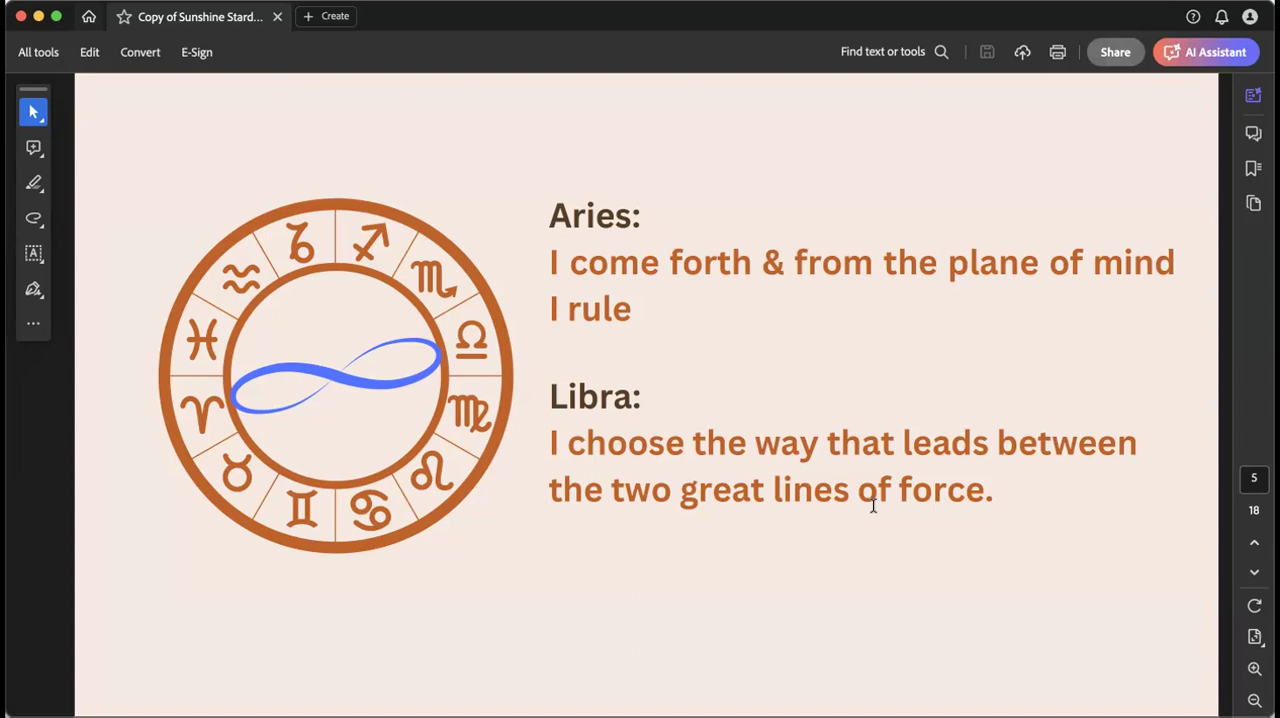 Copy of Sunshine Stard...
Create
All tools
Edit
Convert
E-Sign
Find text or tools
Share
AI Assistant
Aries:
I come forth & from the plane of mind
I rule
Libra:
I choose the way that leads between
the two great lines of force.
5
18